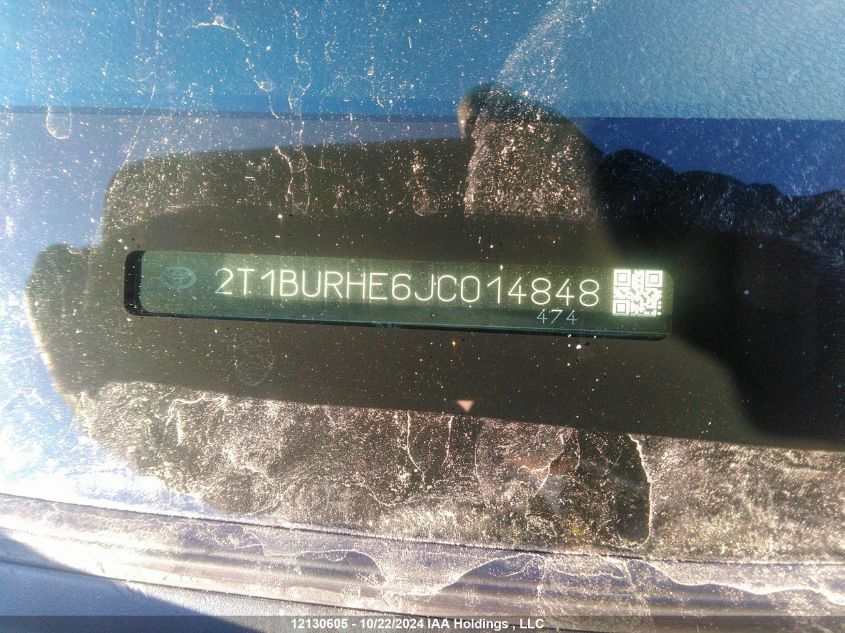 2T1BURHE6JC014848
474
12130605 - 10/22/2024 IAA Holdings , LLC